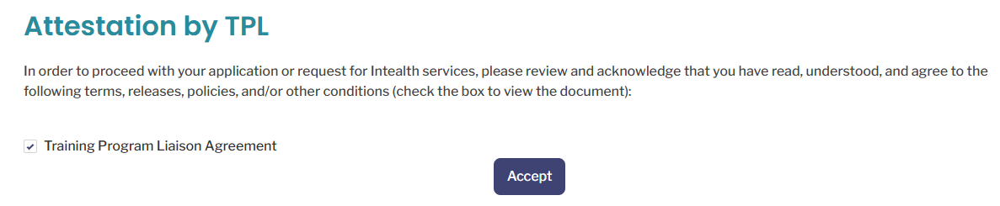 Attestation by TPL
In order to proceed with your application or request for Intealth services, please review and acknowledge that you have read, understood, and agree to the
following terms, releases, policies, and/or other conditions (check the box to view the document):
Training Program Liaison Agreement
Accept